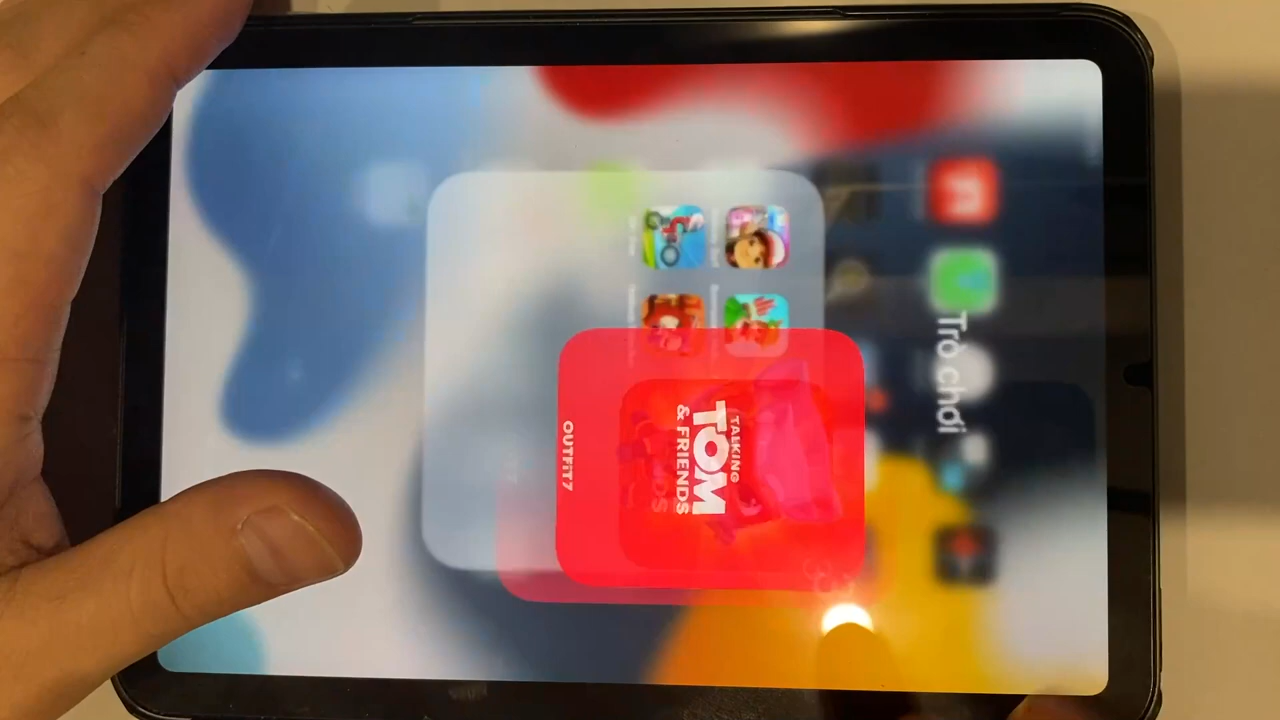 Trò chơi
TALKING
TOM
& FRIENDS
OUTFIT7